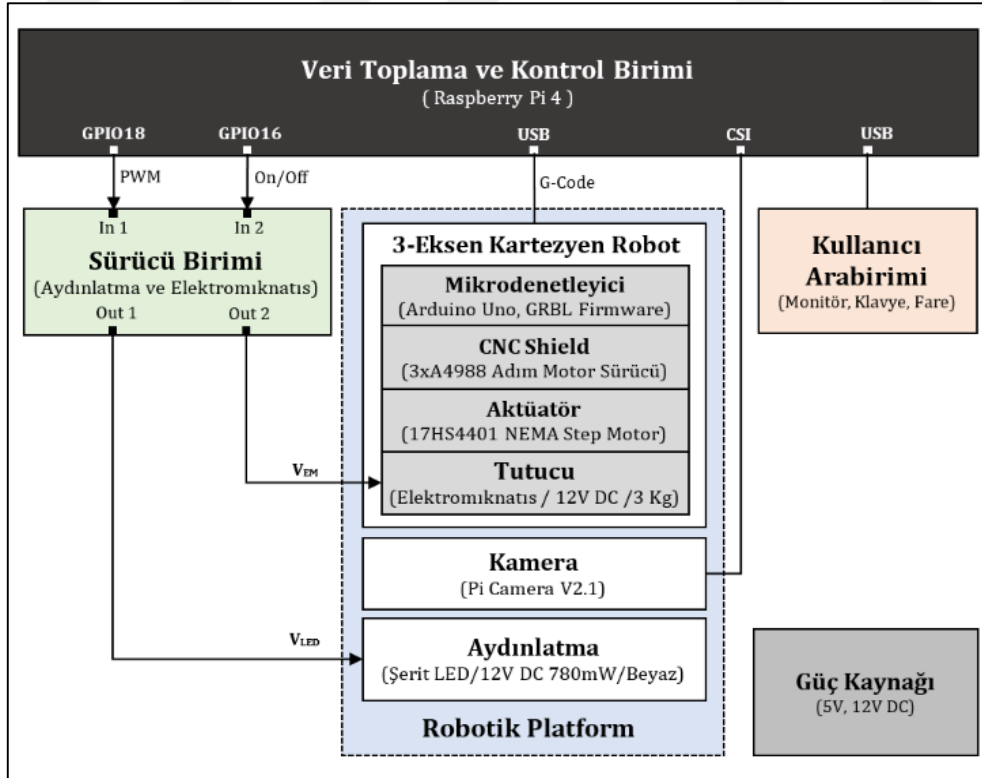 Veri Toplama ve Kontrol Birimi
( Raspberry Pi 4 )
GPIO18 GPIO16 USB CSI USB
PWM On/Off G-Code
In 1 In 2
Sürücü Birimi
(Aydınlatma ve Elektromıknatıs)
Out 1 Out 2
3-Eksen Kartezyen Robot
Mikrodenetleyici
(Arduino Uno, GRBL Firmware)
CNC Shield
(3xA4988 Adım Motor Sürücü)
Aktüatör
(17HS4401 NEMA Step Motor)
Tutucu
(Elektromıknatıs / 12V DC /3 Kg)
Kullanıcı
Arabirimi
(Monitör, Klavye, Fare)
VEM
Kamera
(Pi Camera V2.1)
VLED
Aydınlatma
(Şerit LED/12V DC 780mW/Beyaz)
Robotik Platform
Güç Kaynağı
(5V, 12V DC)